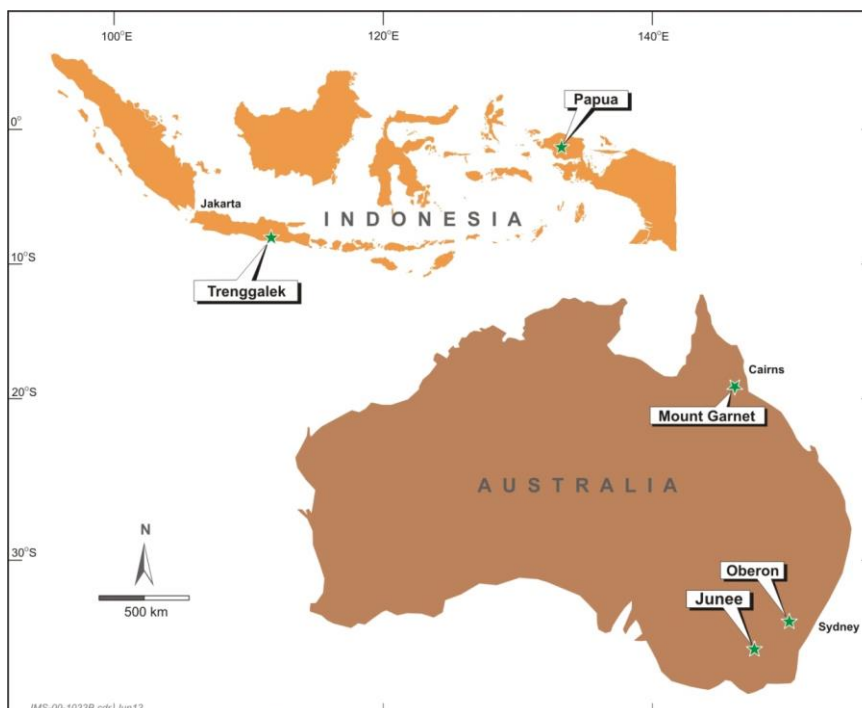 100°E 120°E 140°E
Papua
0°
Jakarta
INDONESIA
10°S
Trenggalek
Cairns
20°S
Mount Garnet
AUSTRALIA
N
30°S
Oberon
500 km
Junee
Sydney